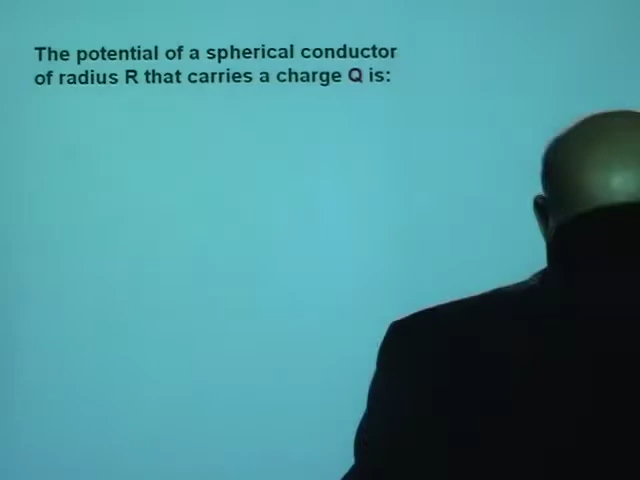 The potential of a spherical conductor
of radius R that carries a charge Q is: